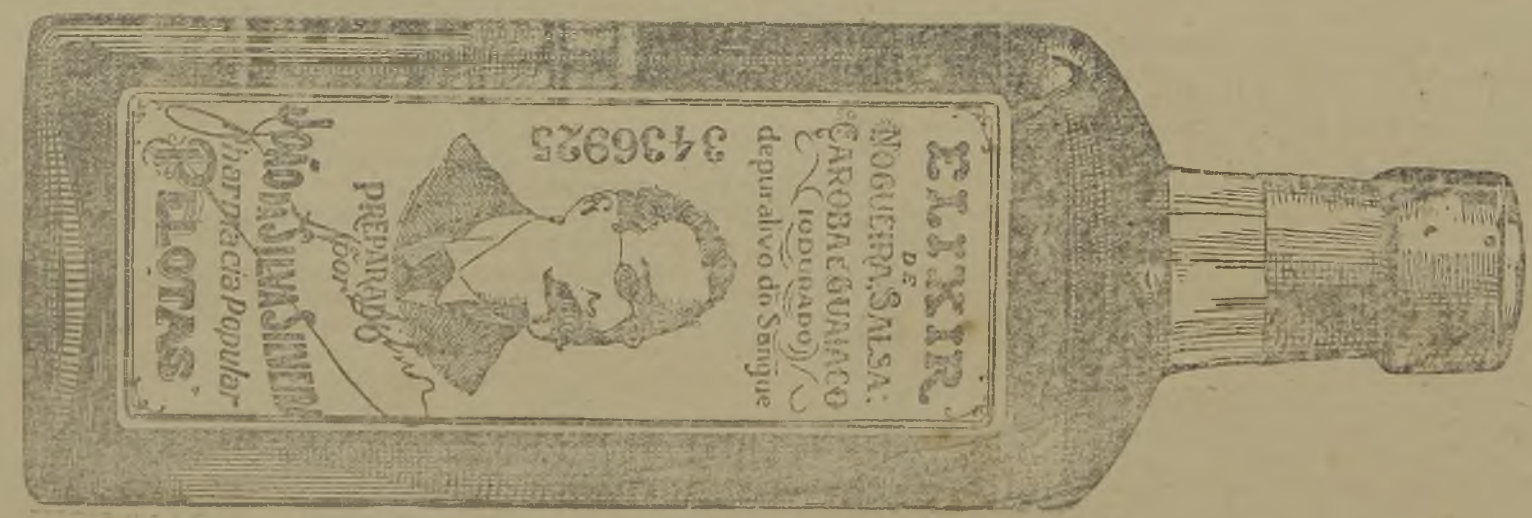 ELIXIR
DE
NOGUEIRA, SALSA,
CAROBA E GUAIACO
(IODURADO)
depurativo do Sangue
3436925
PREPARADO
por
JOÃO DA SILVA SILVEIRA
Pharmacia Popular
PELOTAS